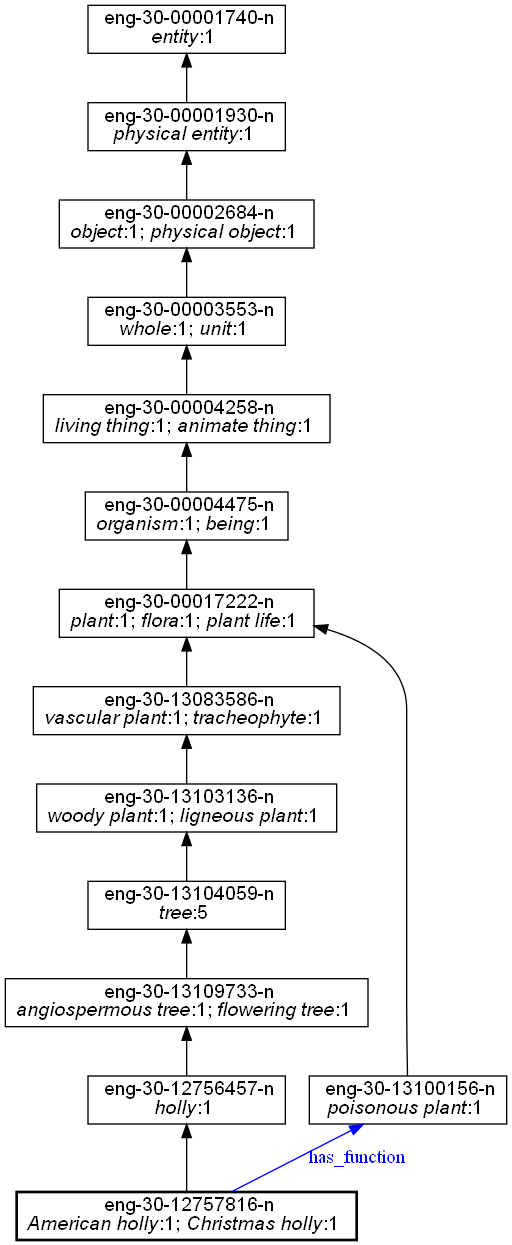 eng-30-00001740-n
entity:1
eng-30-00001930-n
physical entity:1
eng-30-00002684-n
object:1; physical object:1
eng-30-00003553-n
whole:1; unit:1
eng-30-00004258-n
living thing:1; animate thing:1
eng-30-00004475-n
organism:1; being:1
eng-30-00017222-n
plant:1; flora:1; plant life:1
eng-30-13083586-n
vascular plant:1; tracheophyte:1
eng-30-13103136-n
woody plant:1; ligneous plant:1
eng-30-13104059-n
tree:5
eng-30-13109733-n
angiospermous tree:1; flowering tree:1
eng-30-12756457-n
holly:1
eng-30-13100156-n
poisonous plant:1
has_function
eng-30-12757816-n
American holly:1; Christmas holly:1